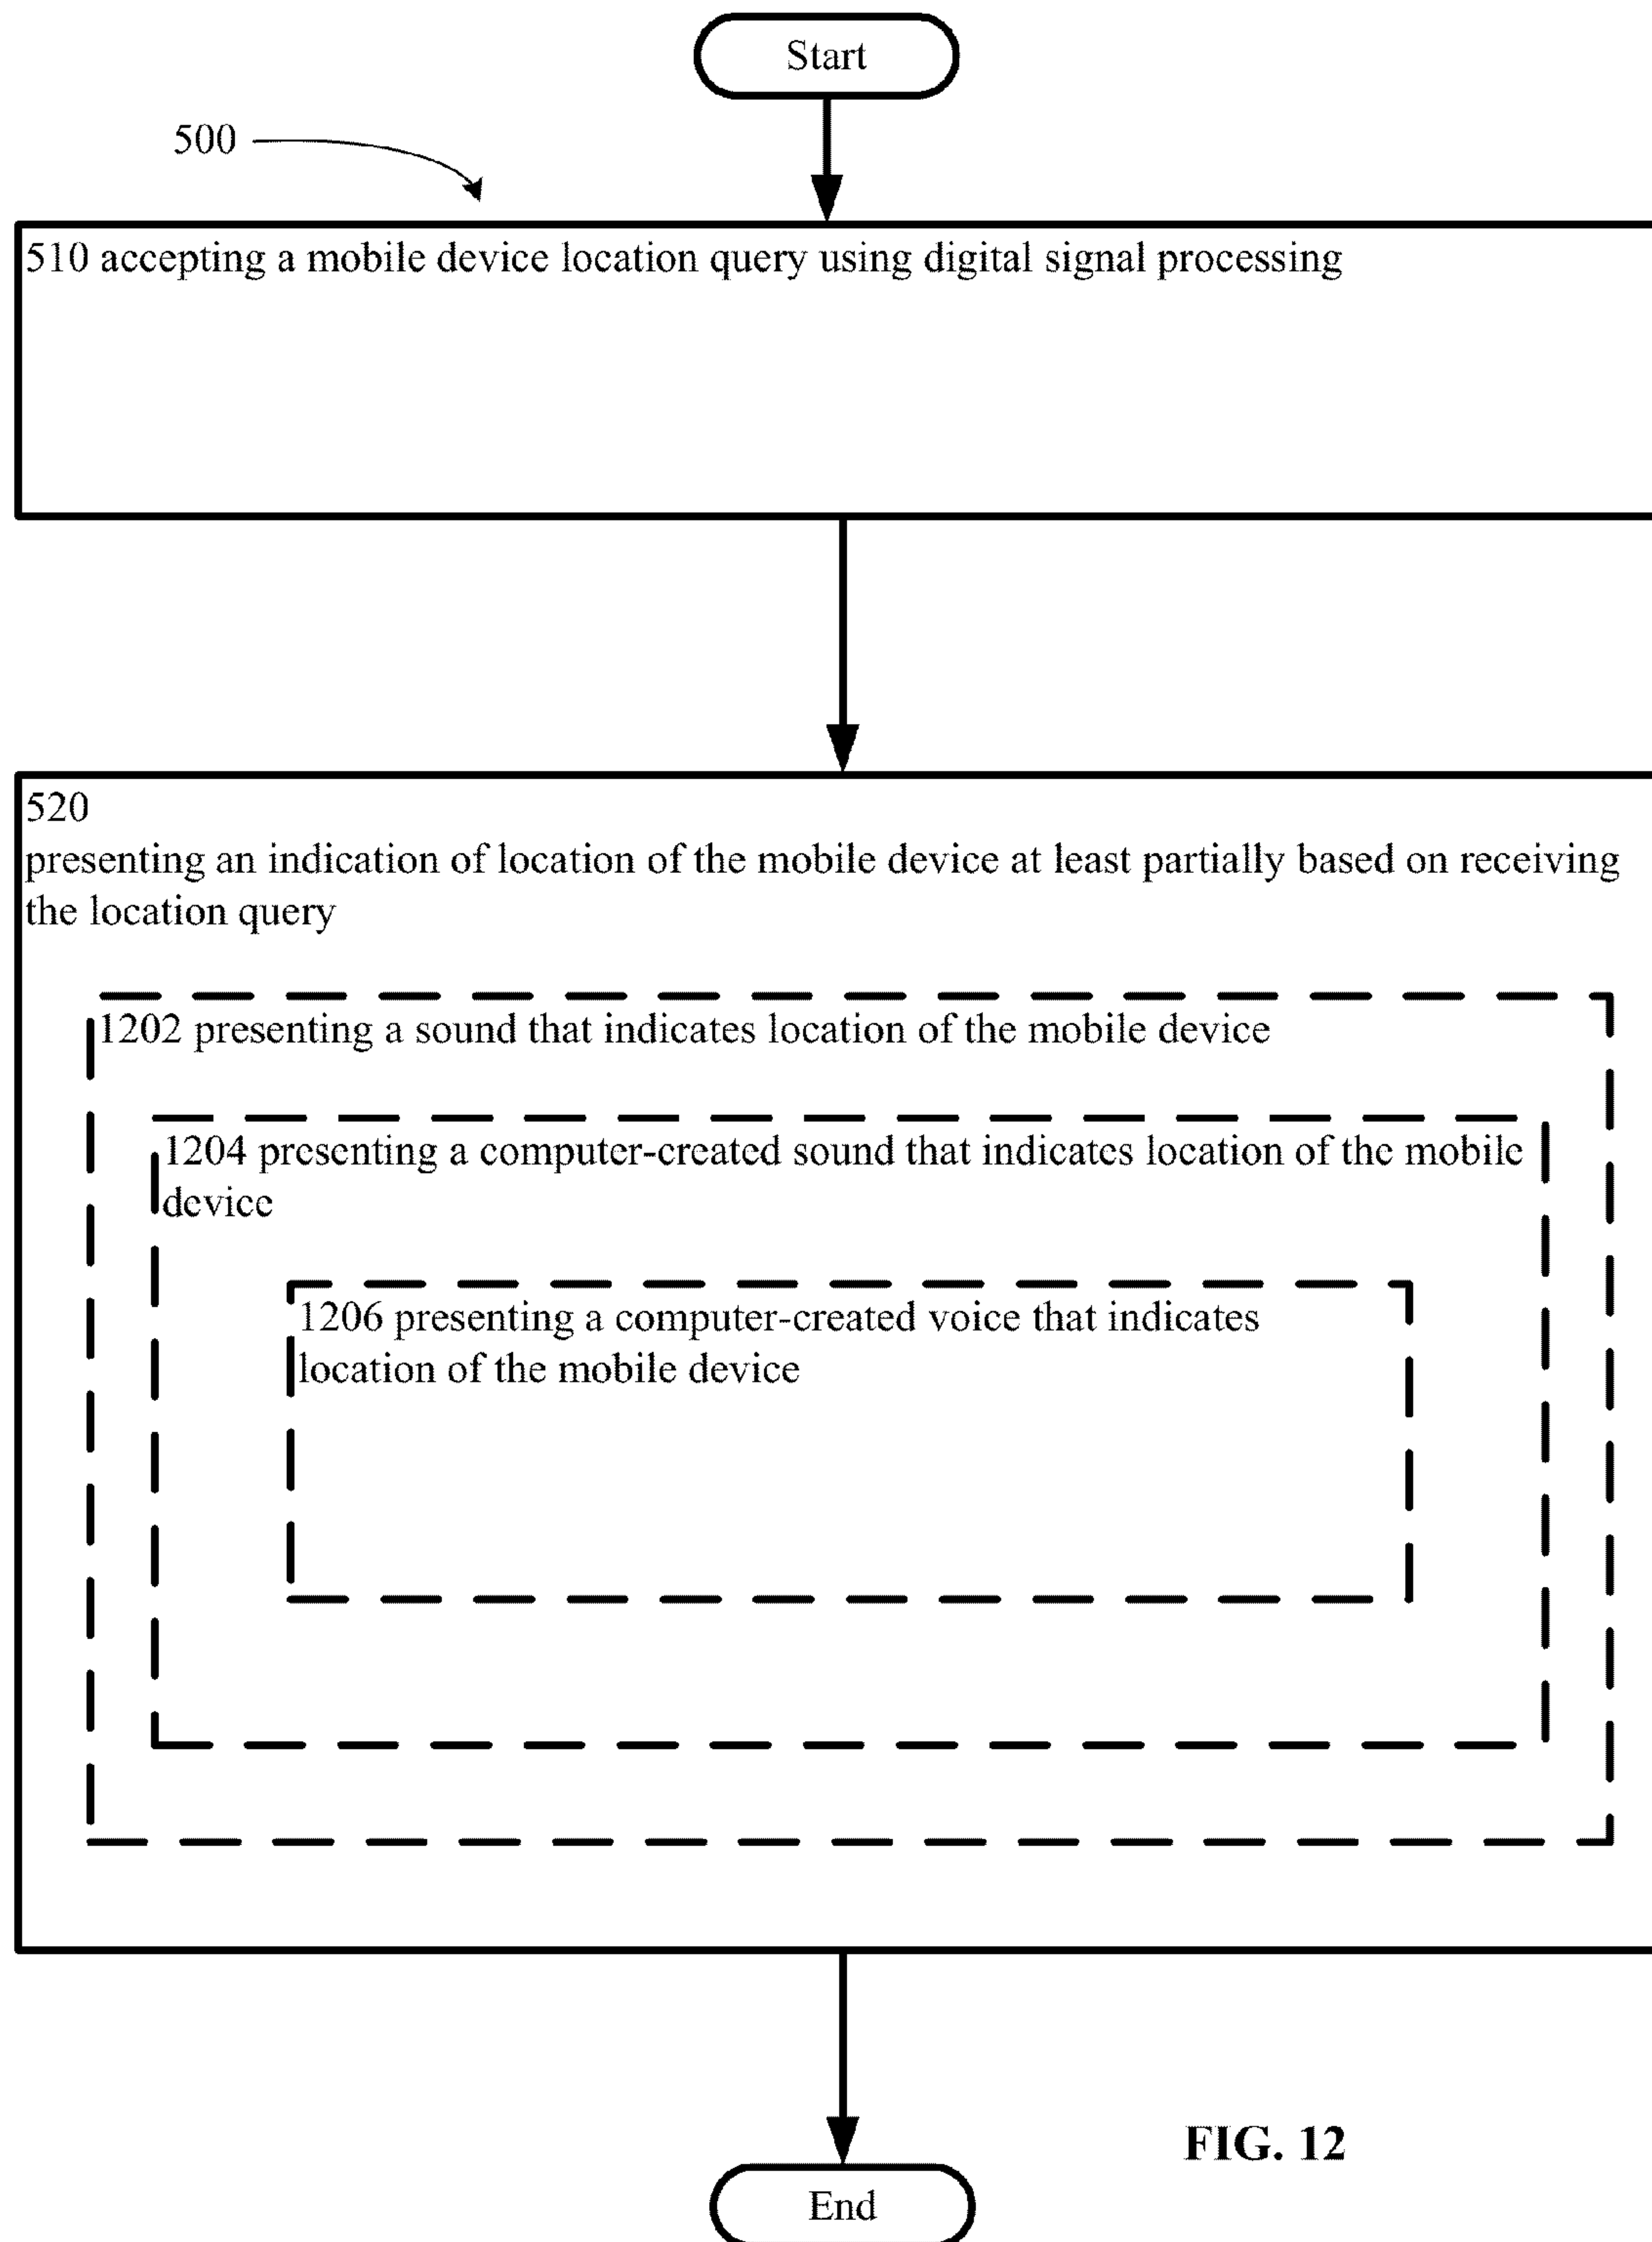 Start
500
510 accepting a mobile device location query using digital signal processing
520
presenting an indication of location of the mobile device at least partially based on receiving
the location query
1202 presenting a sound that indicates location of the mobile device
1204 presenting a computer-created sound that indicates location of the mobile
device
1206 presenting a computer-created voice that indicates
location of the mobile device
FIG. 12
End